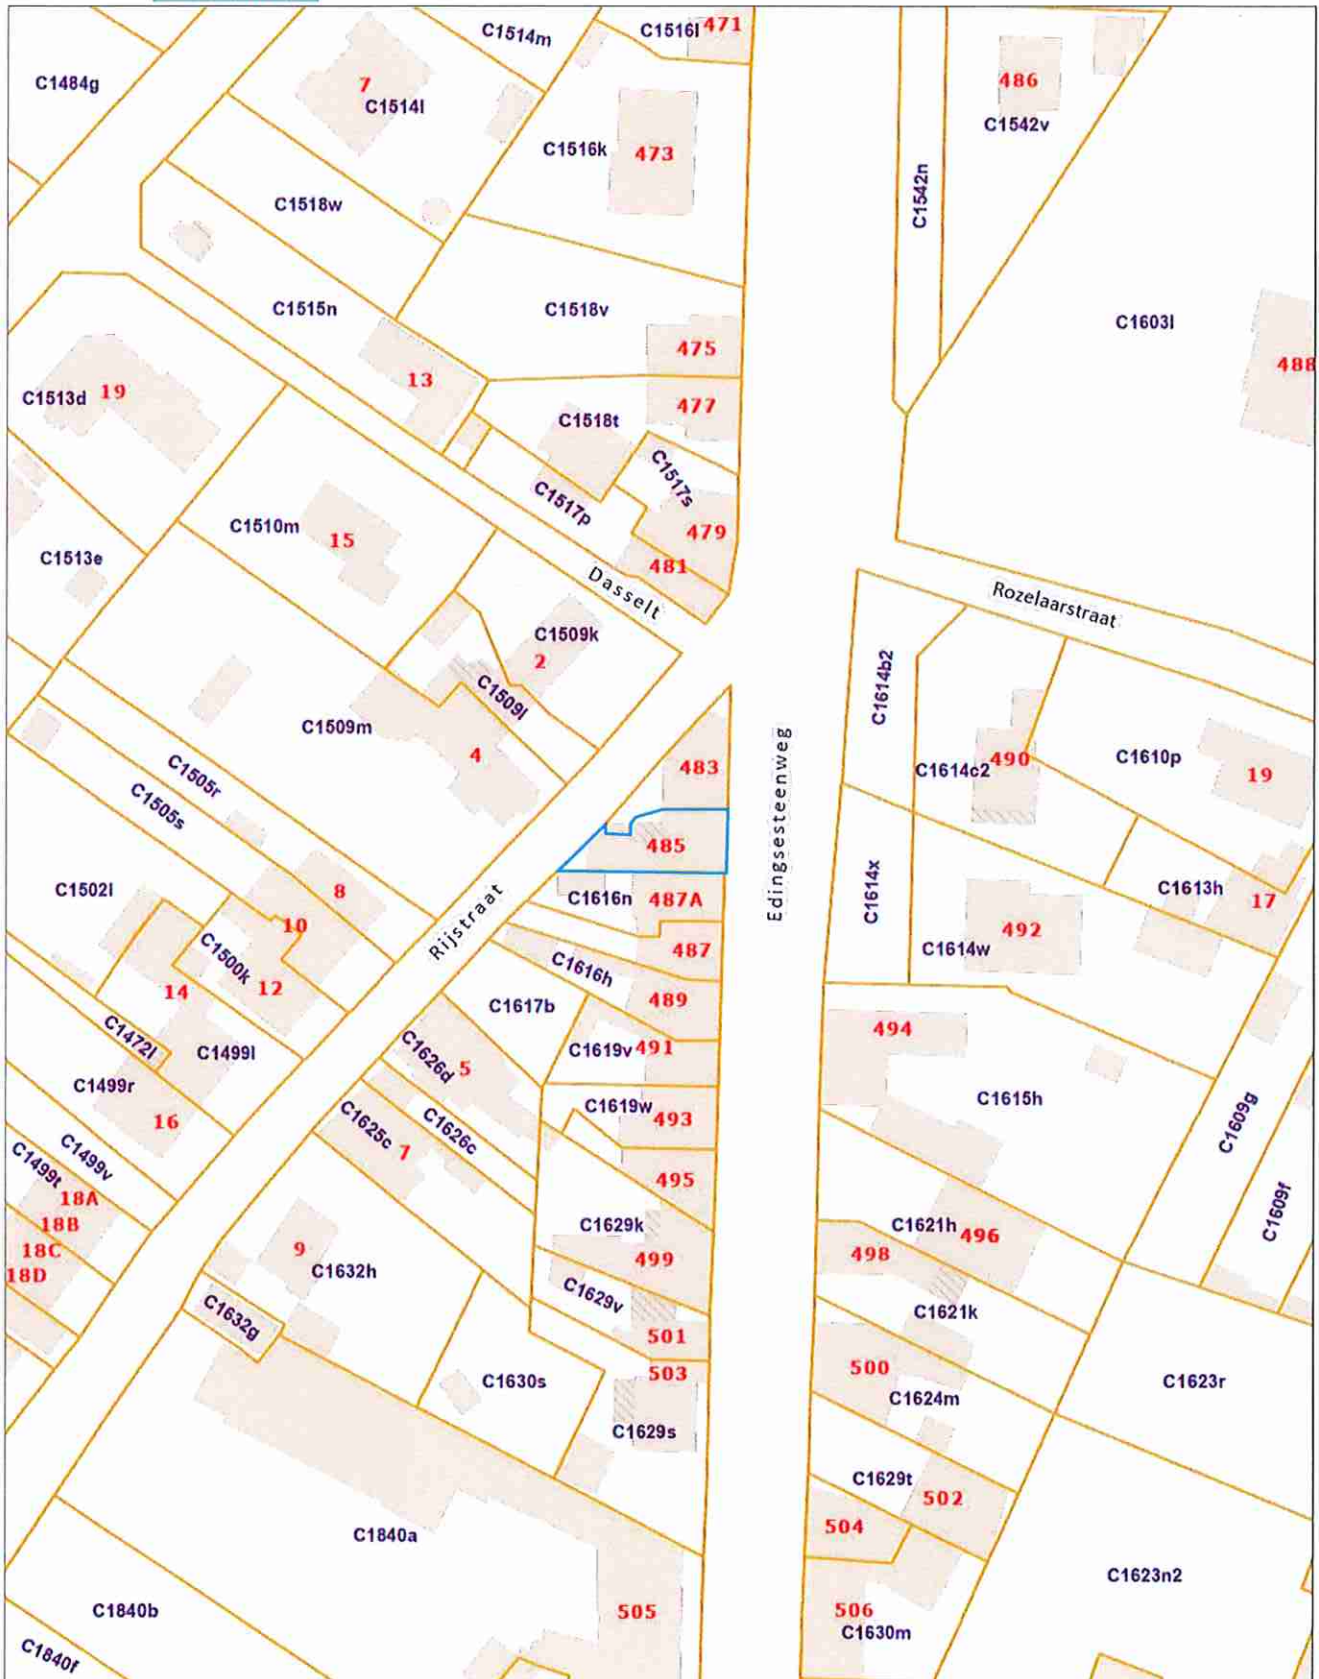 C1514m
C1516l
471
C1484g
7
C1514l
486
C1542v
C1516k
473
C1542n
C1518w
C1515n
C1518v
C1603l
475
488
13
19
C1513d
477
C1518t
C1517s
C1517p
479
C1510m
15
C1513e
481
Dasselt
Rozelaarstraat
C1509k
2
C1614b2
C1509l
C1509m
4
C1505r
C1505s
483
Edingsesteenweg
C1614c2
490
C1610p
19
485
C1502l
8
10
Rijstraat
C1616n
487A
C1614x
C1613h
17
492
C1614w
C1500k
12
14
487
C1616h
489
C1617b
494
C1472l
C1499l
C1626d
5
C1619v
491
C1499r
16
C1619w
493
C1615h
C1609g
C1625c
7
C1626c
C1499v
C1499t
18A
18B
18C
18D
495
C1629k
499
C1621h
496
498
C1609f
9
C1632h
C1632g
C1629v
501
503
C1621k
500
C1624m
C1630s
C1623r
C1629s
C1629t
502
504
C1840a
C1623n2
C1840b
505
506
C1630m
C1840f